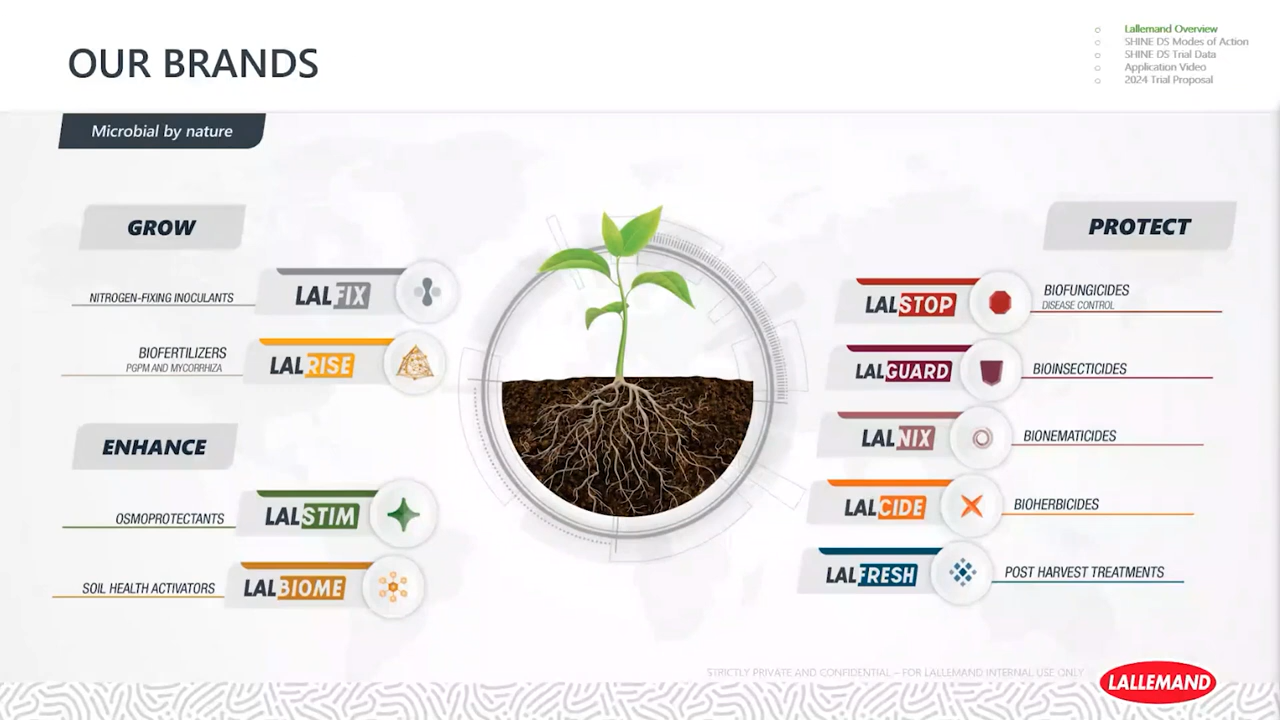 OUR BRANDS
Lallemand Overview
SHINE DS Modes of Action
SHINE DS Trial Data
Application Video
2024 Trial Proposal
Microbial by nature
GROW
NITROGEN-FIXING INOCULANTS
LALFIX
BIOFERTILIZERS
PGPM AND MYCORRHIZA
LALRISE
ENHANCE
OSMOPROTECTANTS
LALSTIM
SOIL HEALTH ACTIVATORS
LALBIOME
PROTECT
LALSTOP
BIOFUNGICIDES
DISEASE CONTROL
LALGUARD
BIOINSECTICIDES
LALNIX
BIONEMATICIDES
LALCIDE
BIOHERBICIDES
LALFRESH
POST HARVEST TREATMENTS
STRICTLY PRIVATE AND CONFIDENTIAL – FOR LALLEMAND INTERNAL USE ONLY
LALLEMAND